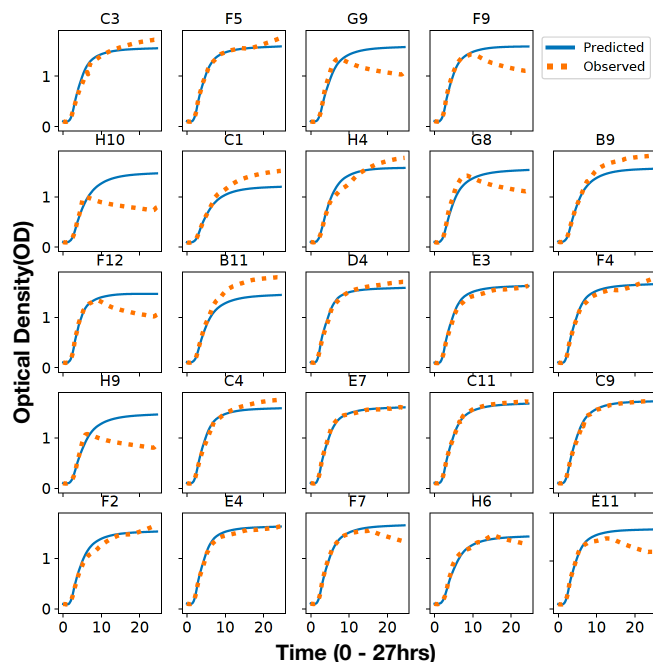 C3 F5 G9 F9
Predicted
Observed
1
0
H10 C1 H4 G8 B9
1
0
F12 B11 D4 E3 F4
1
0
H9 C4 E7 C11 C9
1
0
F2 E4 F7 H6 E11
1
0
0 10 20 0 10 20 0 10 20 0 10 20 0 10 20
Optical Density(OD)
Time (0 - 27hrs)